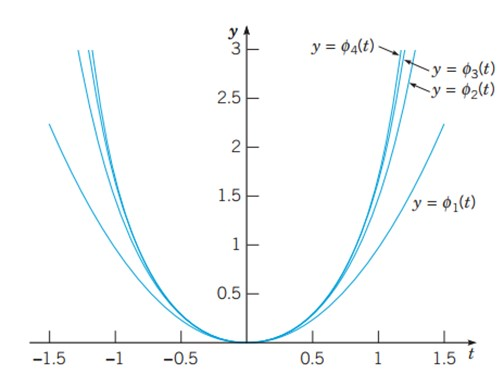 y
3
y = ϕ₄(t)
y = ϕ₃(t)
y = ϕ₂(t)
2.5
2
1.5
y = ϕ₁(t)
1
0.5
−1.5 −1 −0.5 0.5 1 1.5 t